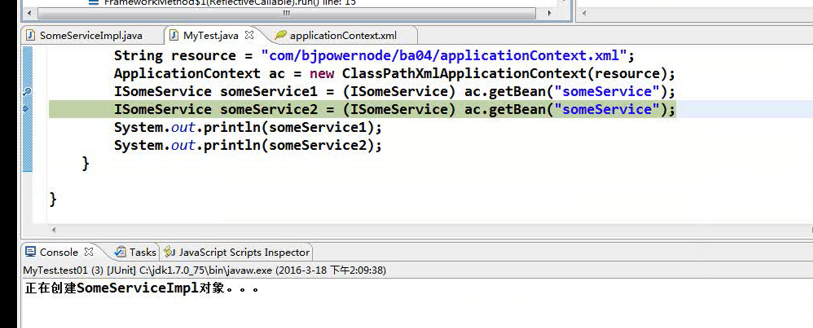 FrameworkMethod$1(ReflectiveCallable).run() line: 15
SomeServiceImpl.java MyTest.java applicationContext.xml
String resource = "com/bjpowernode/ba04/applicationContext.xml";
ApplicationContext ac = new ClassPathXmlApplicationContext(resource);
ISomeService someService1 = (ISomeService) ac.getBean("someService");
ISomeService someService2 = (ISomeService) ac.getBean("someService");
System.out.println(someService1);
System.out.println(someService2);
}
}
Console Tasks JavaScript Scripts Inspector
MyTest.test01 (3) [JUnit] C:\jdk1.7.0_75\bin\javaw.exe (2016-3-18 下午2:09:38)
正在创建SomeServiceImpl对象。。。